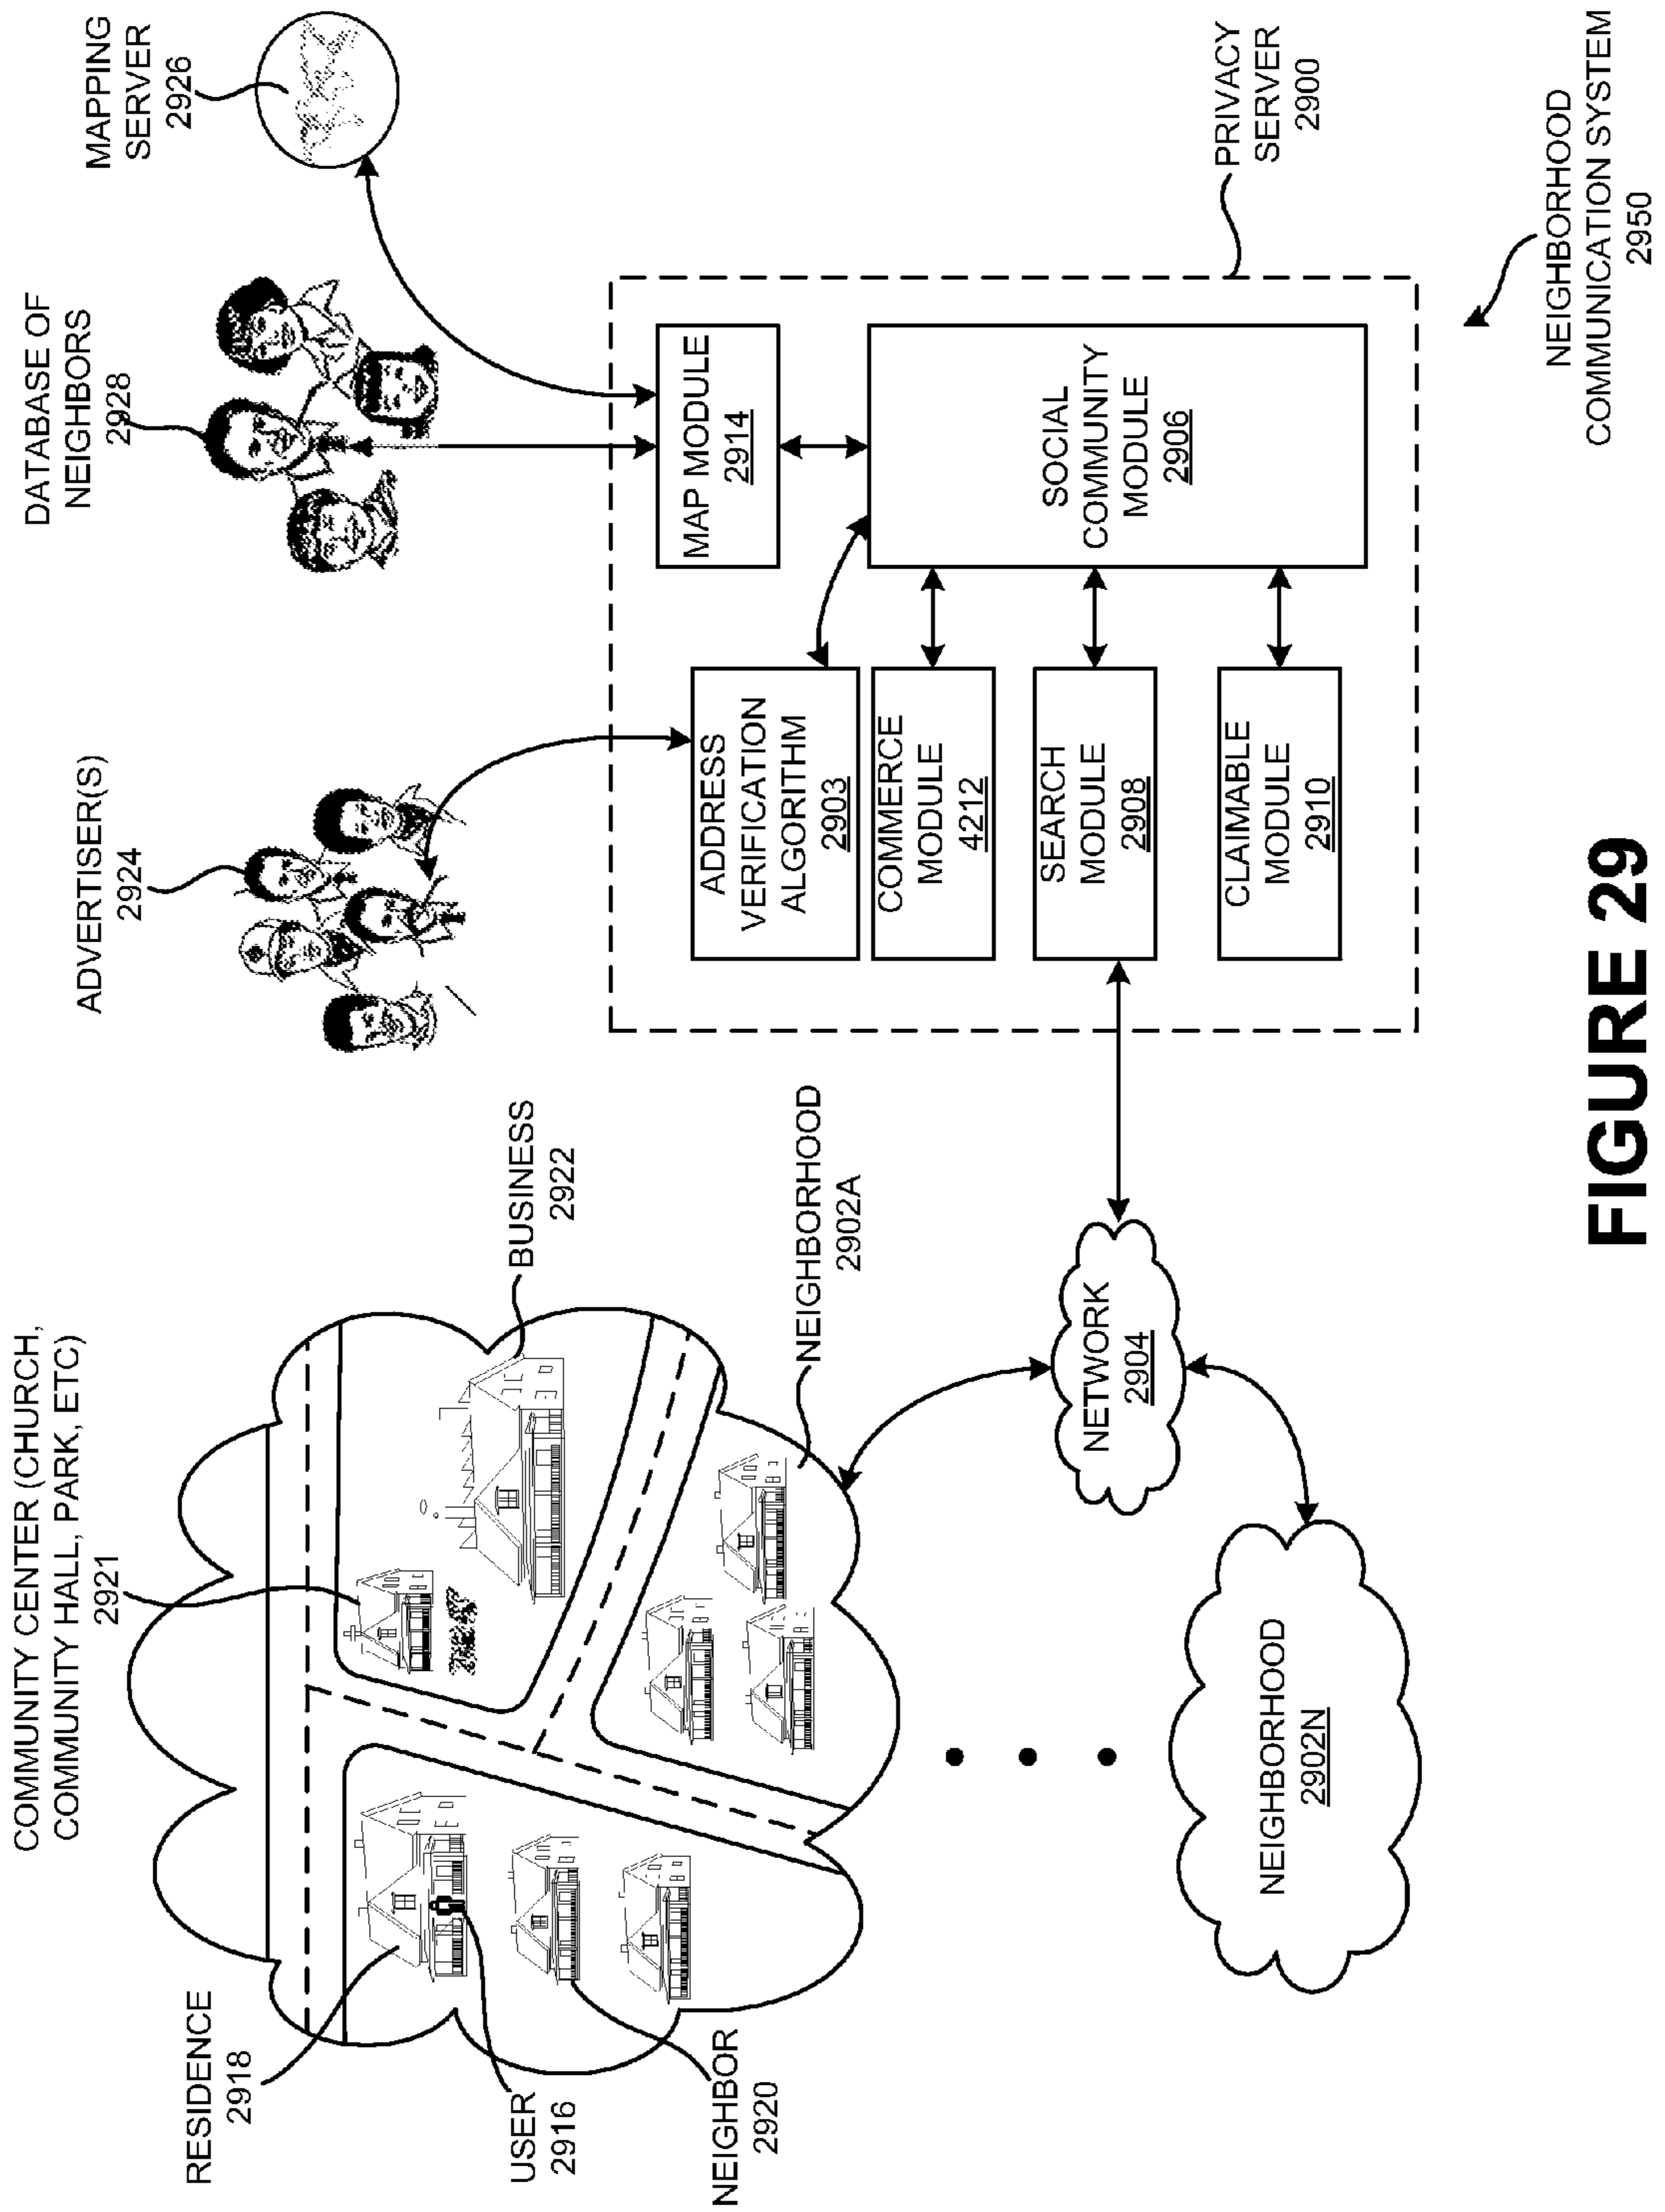 COMMUNITY CENTER (CHURCH,
COMMUNITY HALL, PARK, ETC)
2921
RESIDENCE
2918
USER
2916
NEIGHBOR
2920
BUSINESS
2922
NEIGHBORHOOD
2902A
ADVERTISER(S)
2924
DATABASE OF
NEIGHBORS
2928
MAPPING
SERVER
2926
MAP MODULE
2914
ADDRESS
VERIFICATION
ALGORITHM
2903
COMMERCE
MODULE
4212
SEARCH
MODULE
2908
CLAIMABLE
MODULE
2910
SOCIAL
COMMUNITY
MODULE
2906
PRIVACY
SERVER
2900
NETWORK
2904
NEIGHBORHOOD
2902N
NEIGHBORHOOD
COMMUNICATION SYSTEM
2950
FIGURE 29